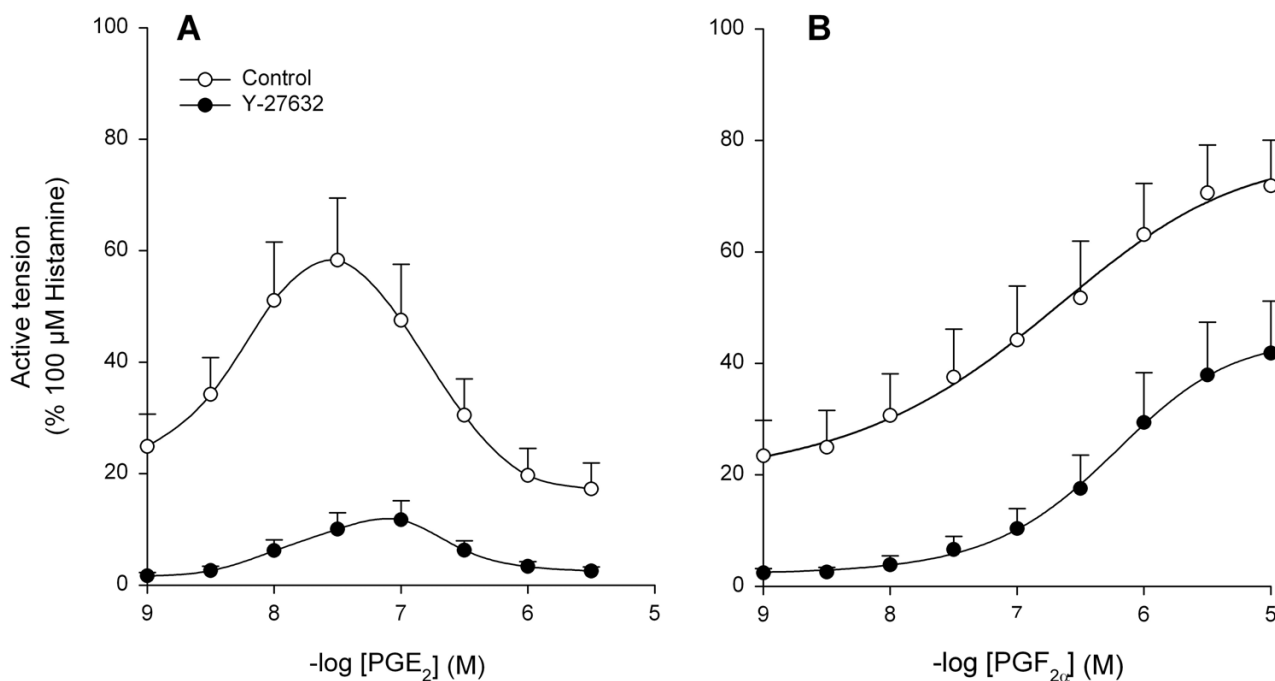 A
B
Control
Y-27632
Active tension
(% 100 µM Histamine)
100
80
60
40
20
0
9 8 7 6 5
-log [PGE₂] (M)
100
80
60
40
20
0
9 8 7 6 5
-log [PGF₂α] (M)